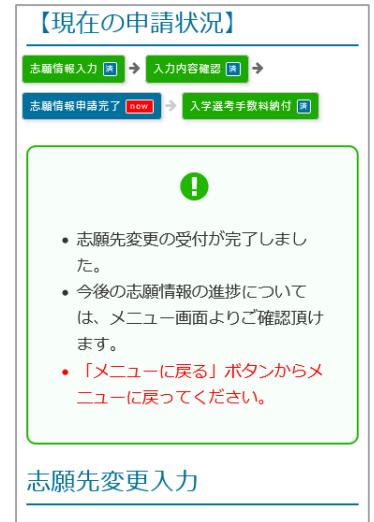 【現在の申請状況】
志願情報入力 済 → 入力内容確認 済 →
志願情報申請完了 now → 入学選考手数料納付 済
• 志願先変更の受付が完了しまし
た。
• 今後の志願情報の進捗について
は、メニュー画面よりご確認頂け
ます。
• 「メニューに戻る」ボタンからメ
ニューに戻ってください。
志願先変更入力